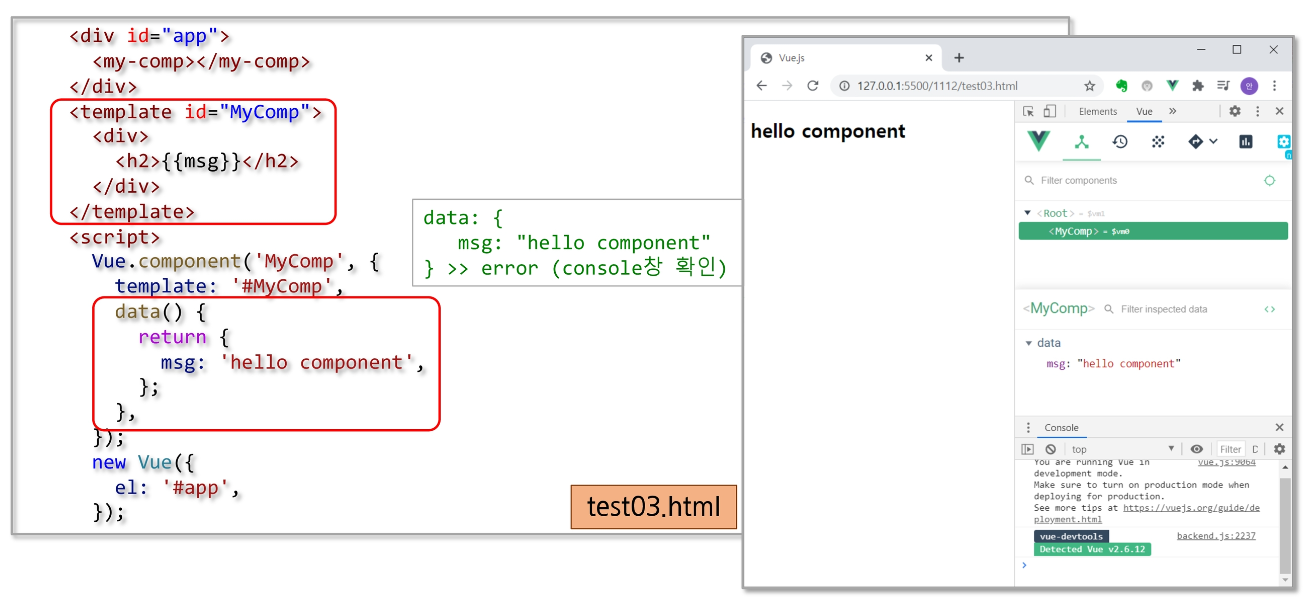 <div id="app">
<my-comp></my-comp>
</div>
<template id="MyComp">
<div>
<h2>{{msg}}</h2>
</div>
</template>
<script>
Vue.component('MyComp', {
template: '#MyComp',
data() {
return {
msg: 'hello component',
};
},
});
new Vue({
el: '#app',
});
data: {
msg: "hello component"
} >> error (console창 확인)
test03.html
Vue.js
127.0.0.1:5500/1112/test03.html
안
hello component
Elements Vue
Filter components
<Root> = $vm1
<MyComp> = $vm0
<MyComp> Filter inspected data
data
msg: "hello component"
Console
top Filter
You are running Vue in vue.js:9064
development mode.
Make sure to turn on production mode when
deploying for production.
See more tips at https://vuejs.org/guide/de
ployment.html
vue-devtools backend.js:2237
Detected Vue v2.6.12